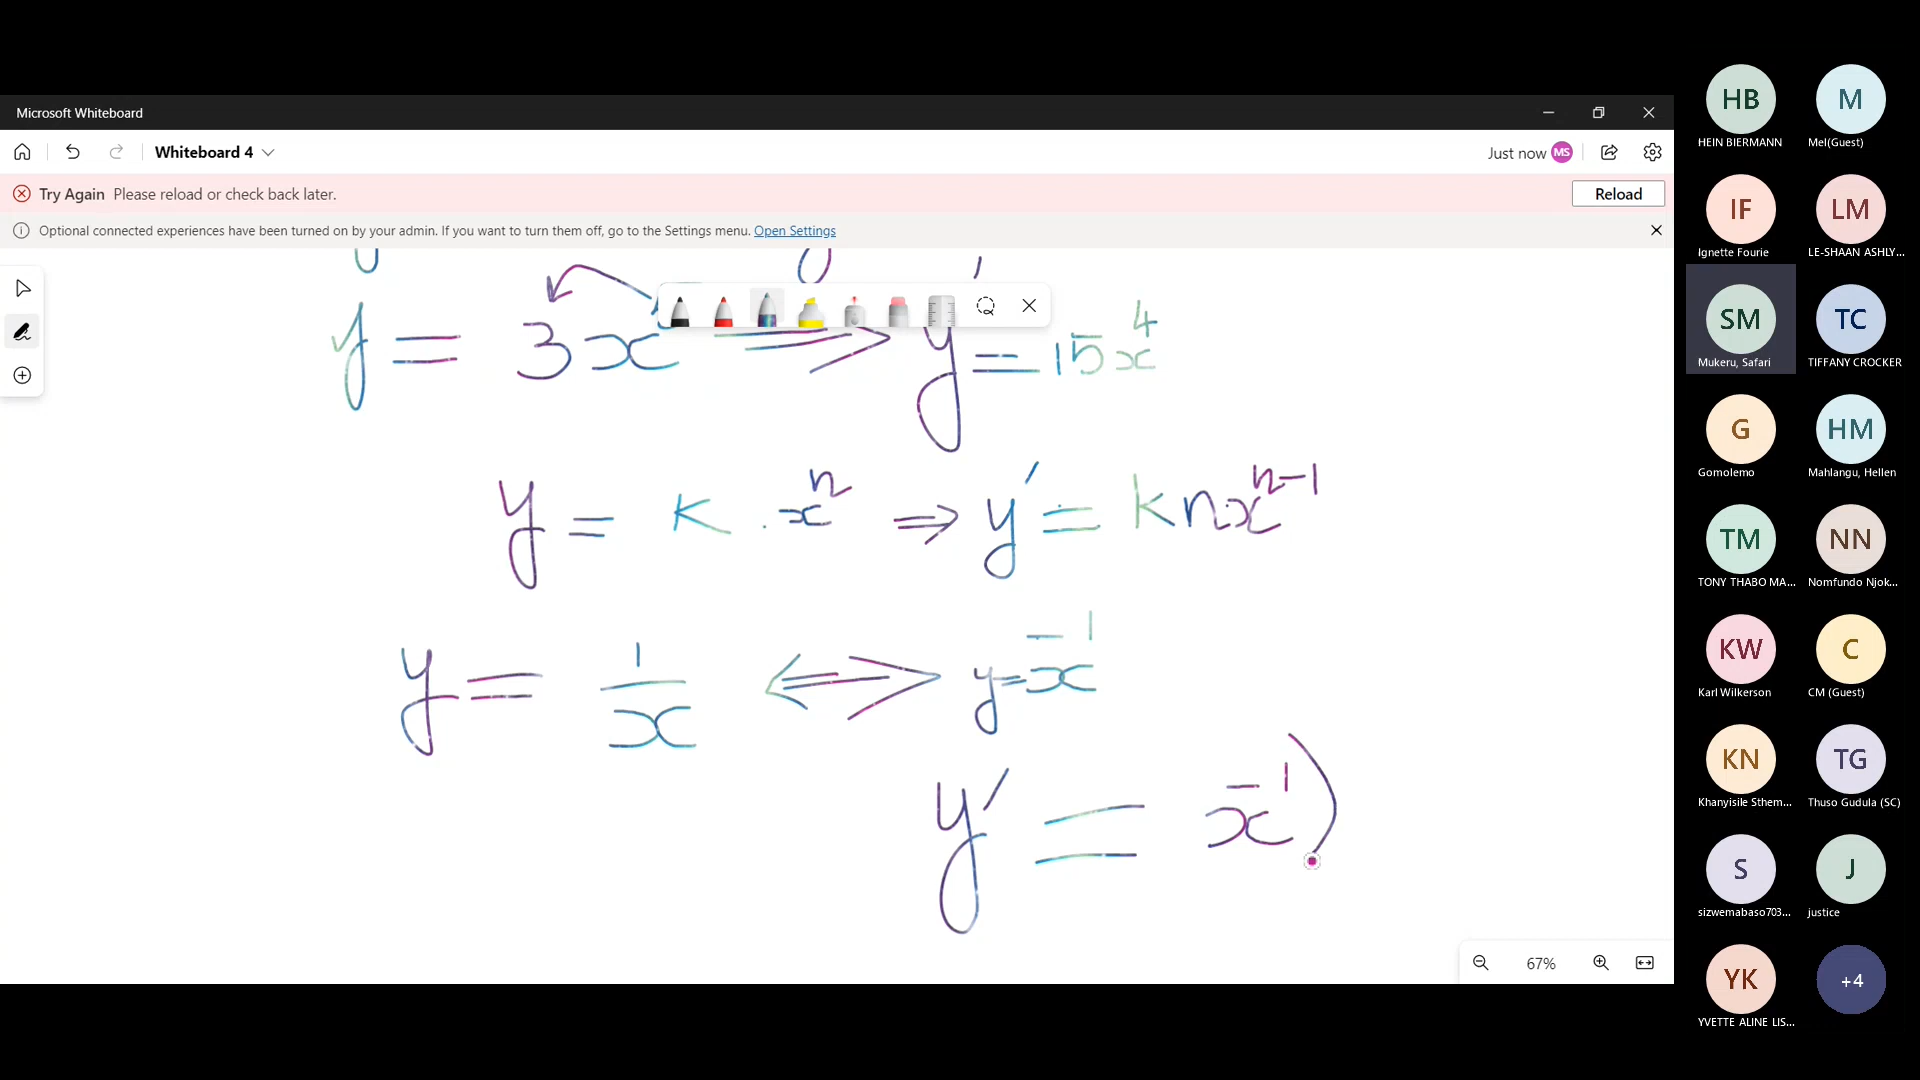 Microsoft Whiteboard
Whiteboard 4
Just now MS
Try Again Please reload or check back later.
Reload
Optional connected experiences have been turned on by your admin. If you want to turn them off, go to the Settings menu. Open Settings
y = 3x ⟹ y' = 15x⁴
y = k . xⁿ ⇒ y' = k n x^{n-1}
y = 1/x ⟺ y = x⁻¹
y' = x⁻¹)
67%
HB
HEIN BIERMANN
M
Mel(Guest)
IF
Ignette Fourie
LM
LE-SHAAN ASHLY...
SM
Mukeru, Safari
TC
TIFFANY CROCKER
G
Gomolemo
HM
Mahlangu, Hellen
TM
TONY THABO MA...
NN
Nomfundo Njok...
KW
Karl Wilkerson
C
CM (Guest)
KN
Khanyisile Sthem...
TG
Thuso Gudula (SC)
S
sizwemabaso703...
J
justice
YK
YVETTE ALINE LIS...
+4